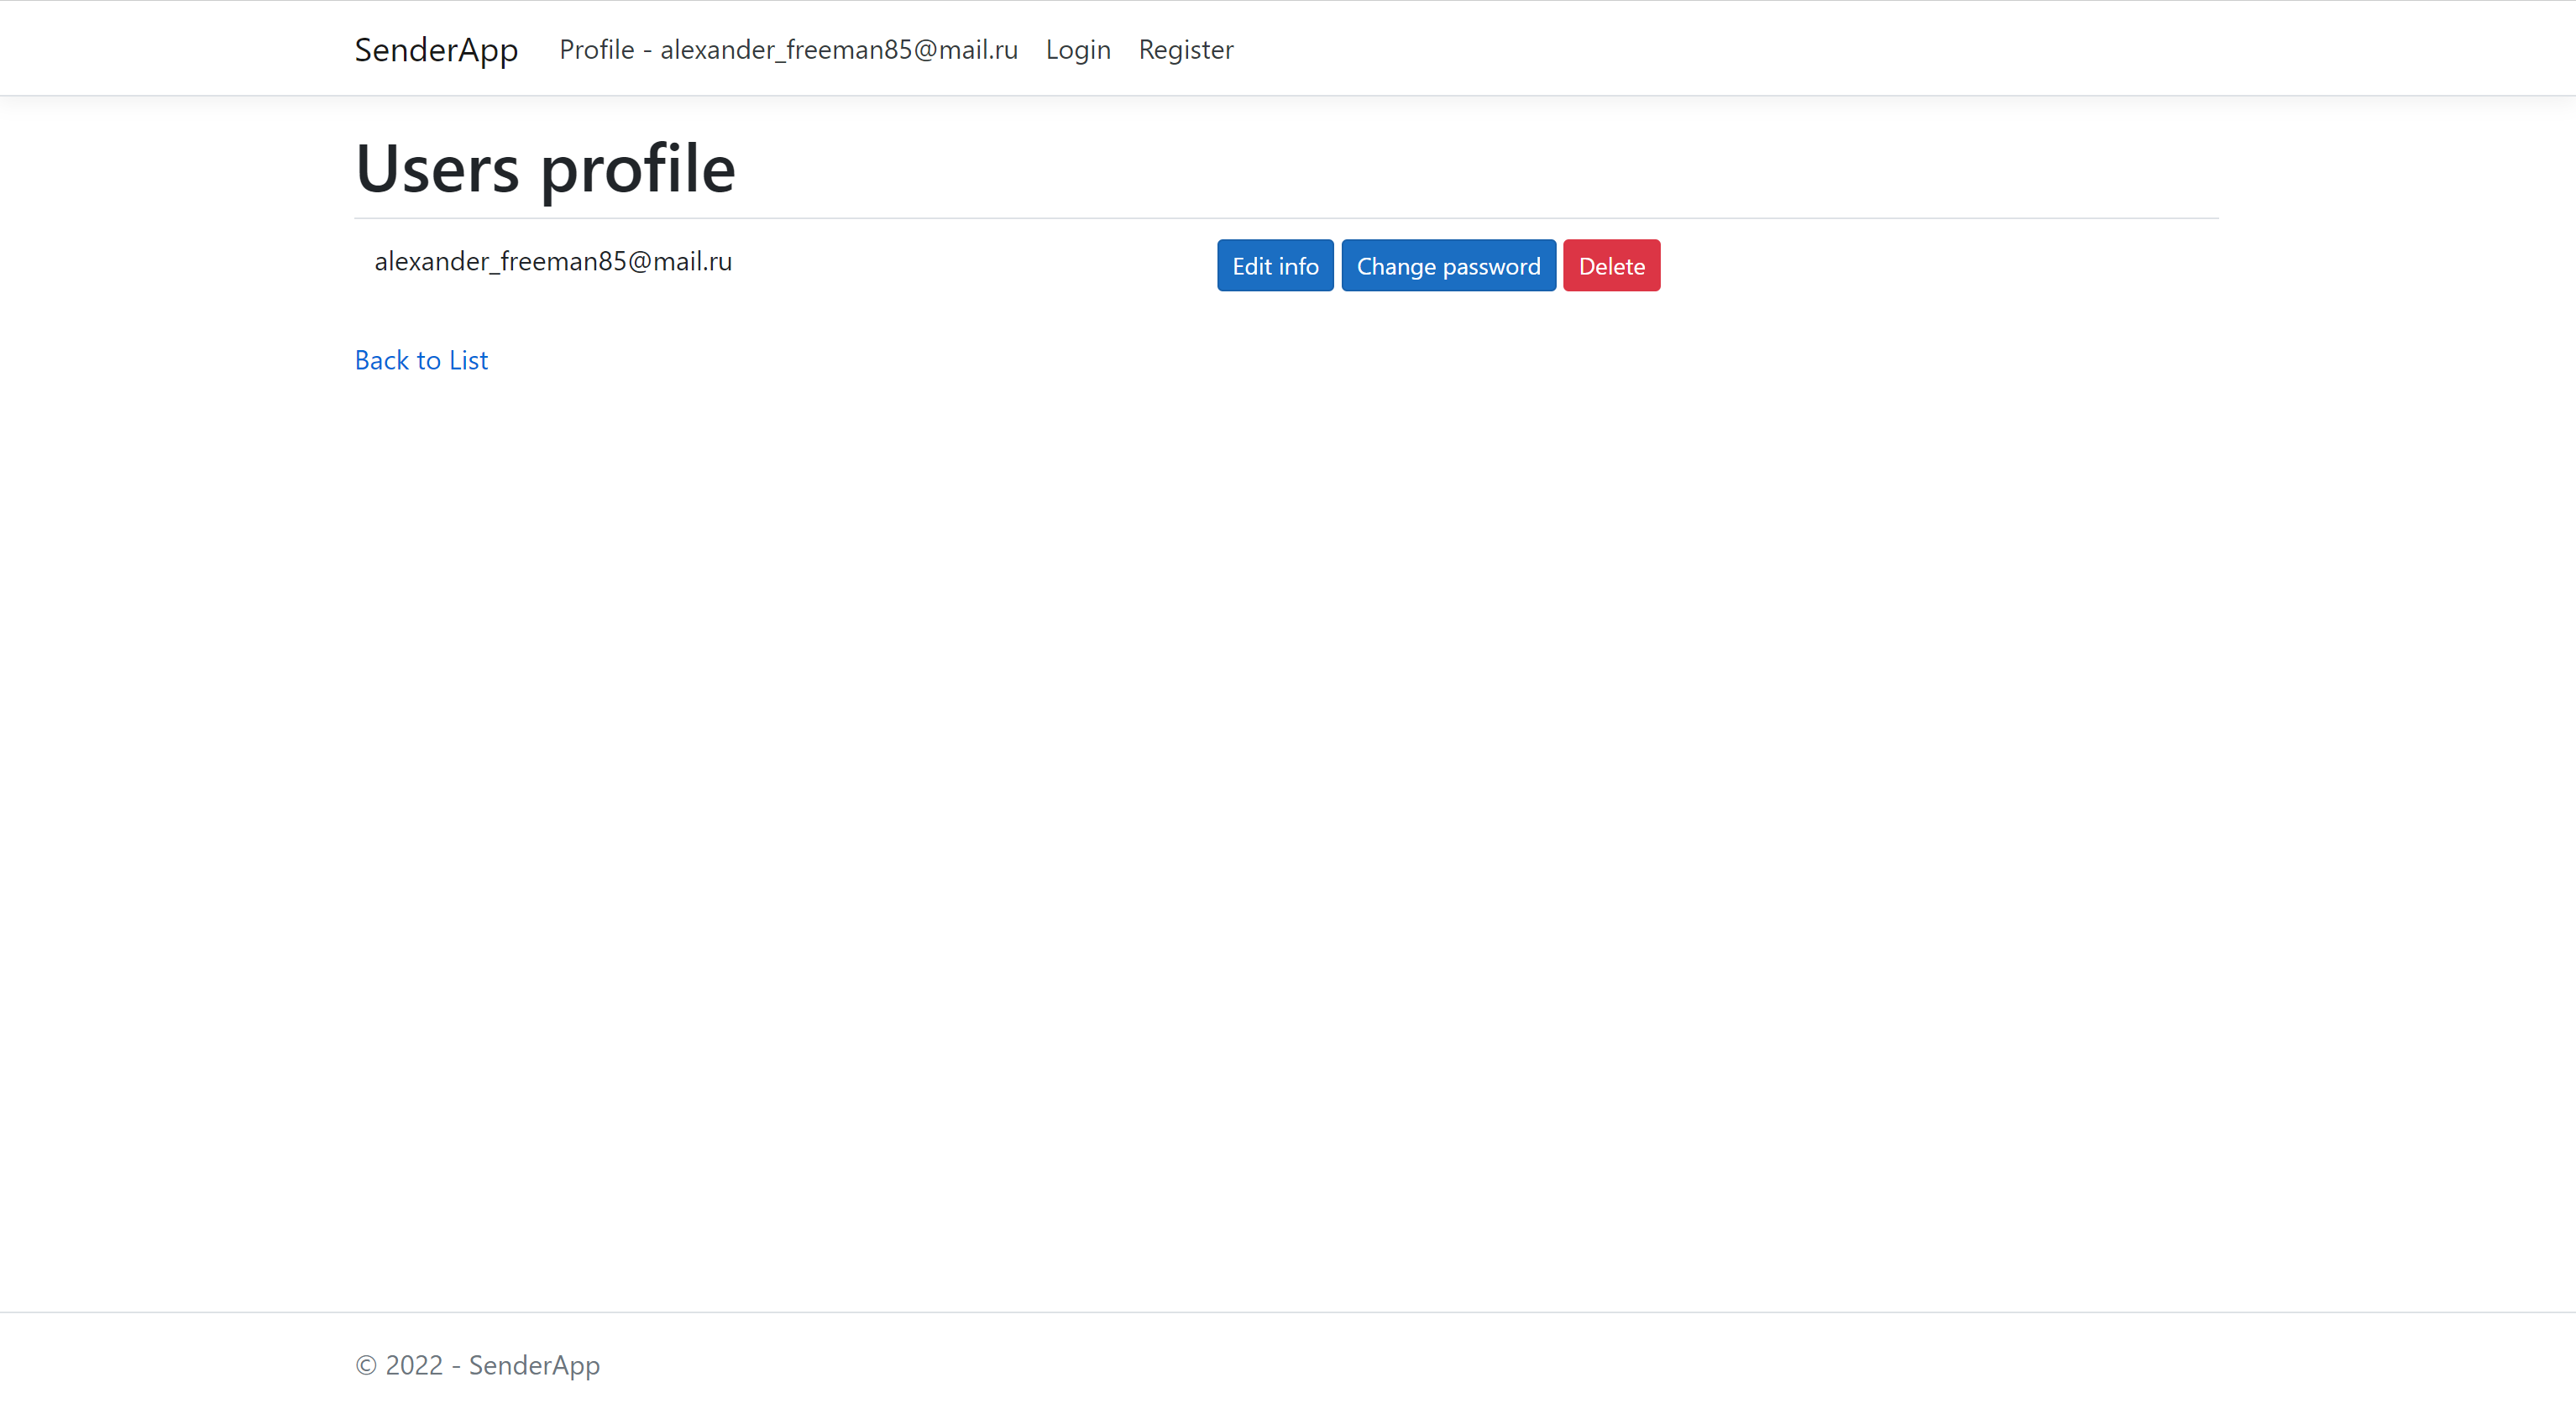 SenderApp Profile - alexander_freeman85@mail.ru Login Register
Users profile
alexander_freeman85@mail.ru Edit info Change password Delete
Back to List
© 2022 - SenderApp